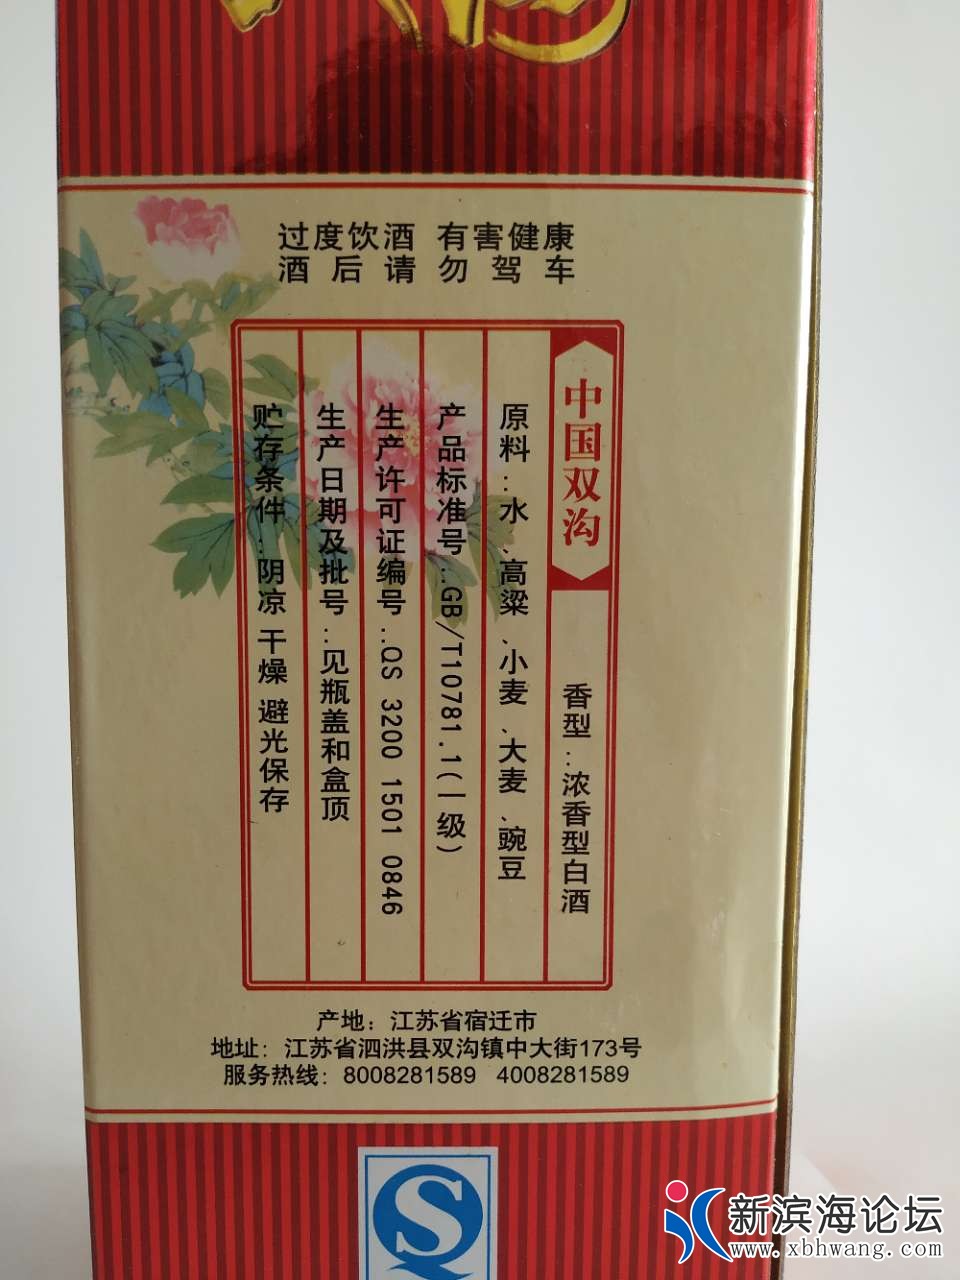 过度饮酒 有害健康
酒后请勿驾车
中国双沟
香型：浓香型白酒
原料：水、高粱、小麦、大麦、豌豆
产品标准号：GB/T10781.1(一级)
生产许可证编号：QS 3200 1501 0846
生产日期及批号：见瓶盖和盒顶
贮存条件：阴凉 干燥 避光保存
产地：江苏省宿迁市
地址：江苏省泗洪县双沟镇中大街173号
服务热线：8008281589 4008281589
新滨海论坛
www.xbhwang.com